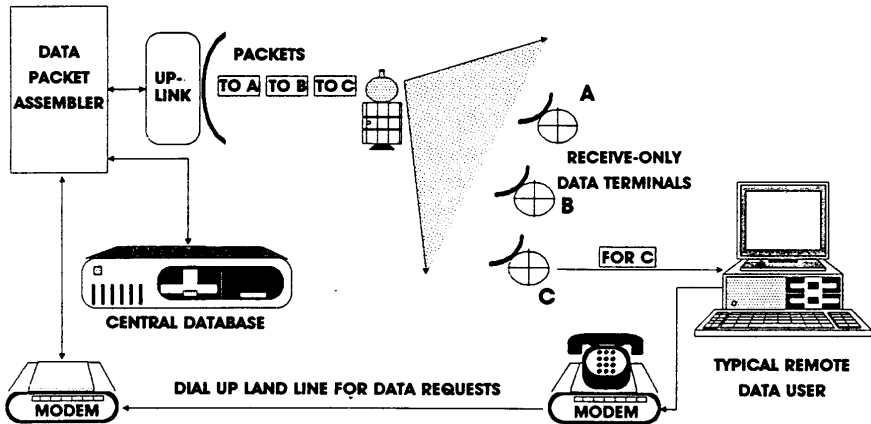 DATA
PACKET
ASSEMBLER
UP-
LINK
PACKETS
TO A TO B TO C
A
RECEIVE-ONLY
DATA TERMINALS
B
FOR C
C
CENTRAL DATABASE
TYPICAL REMOTE
DATA USER
DIAL UP LAND LINE FOR DATA REQUESTS
MODEM
MODEM